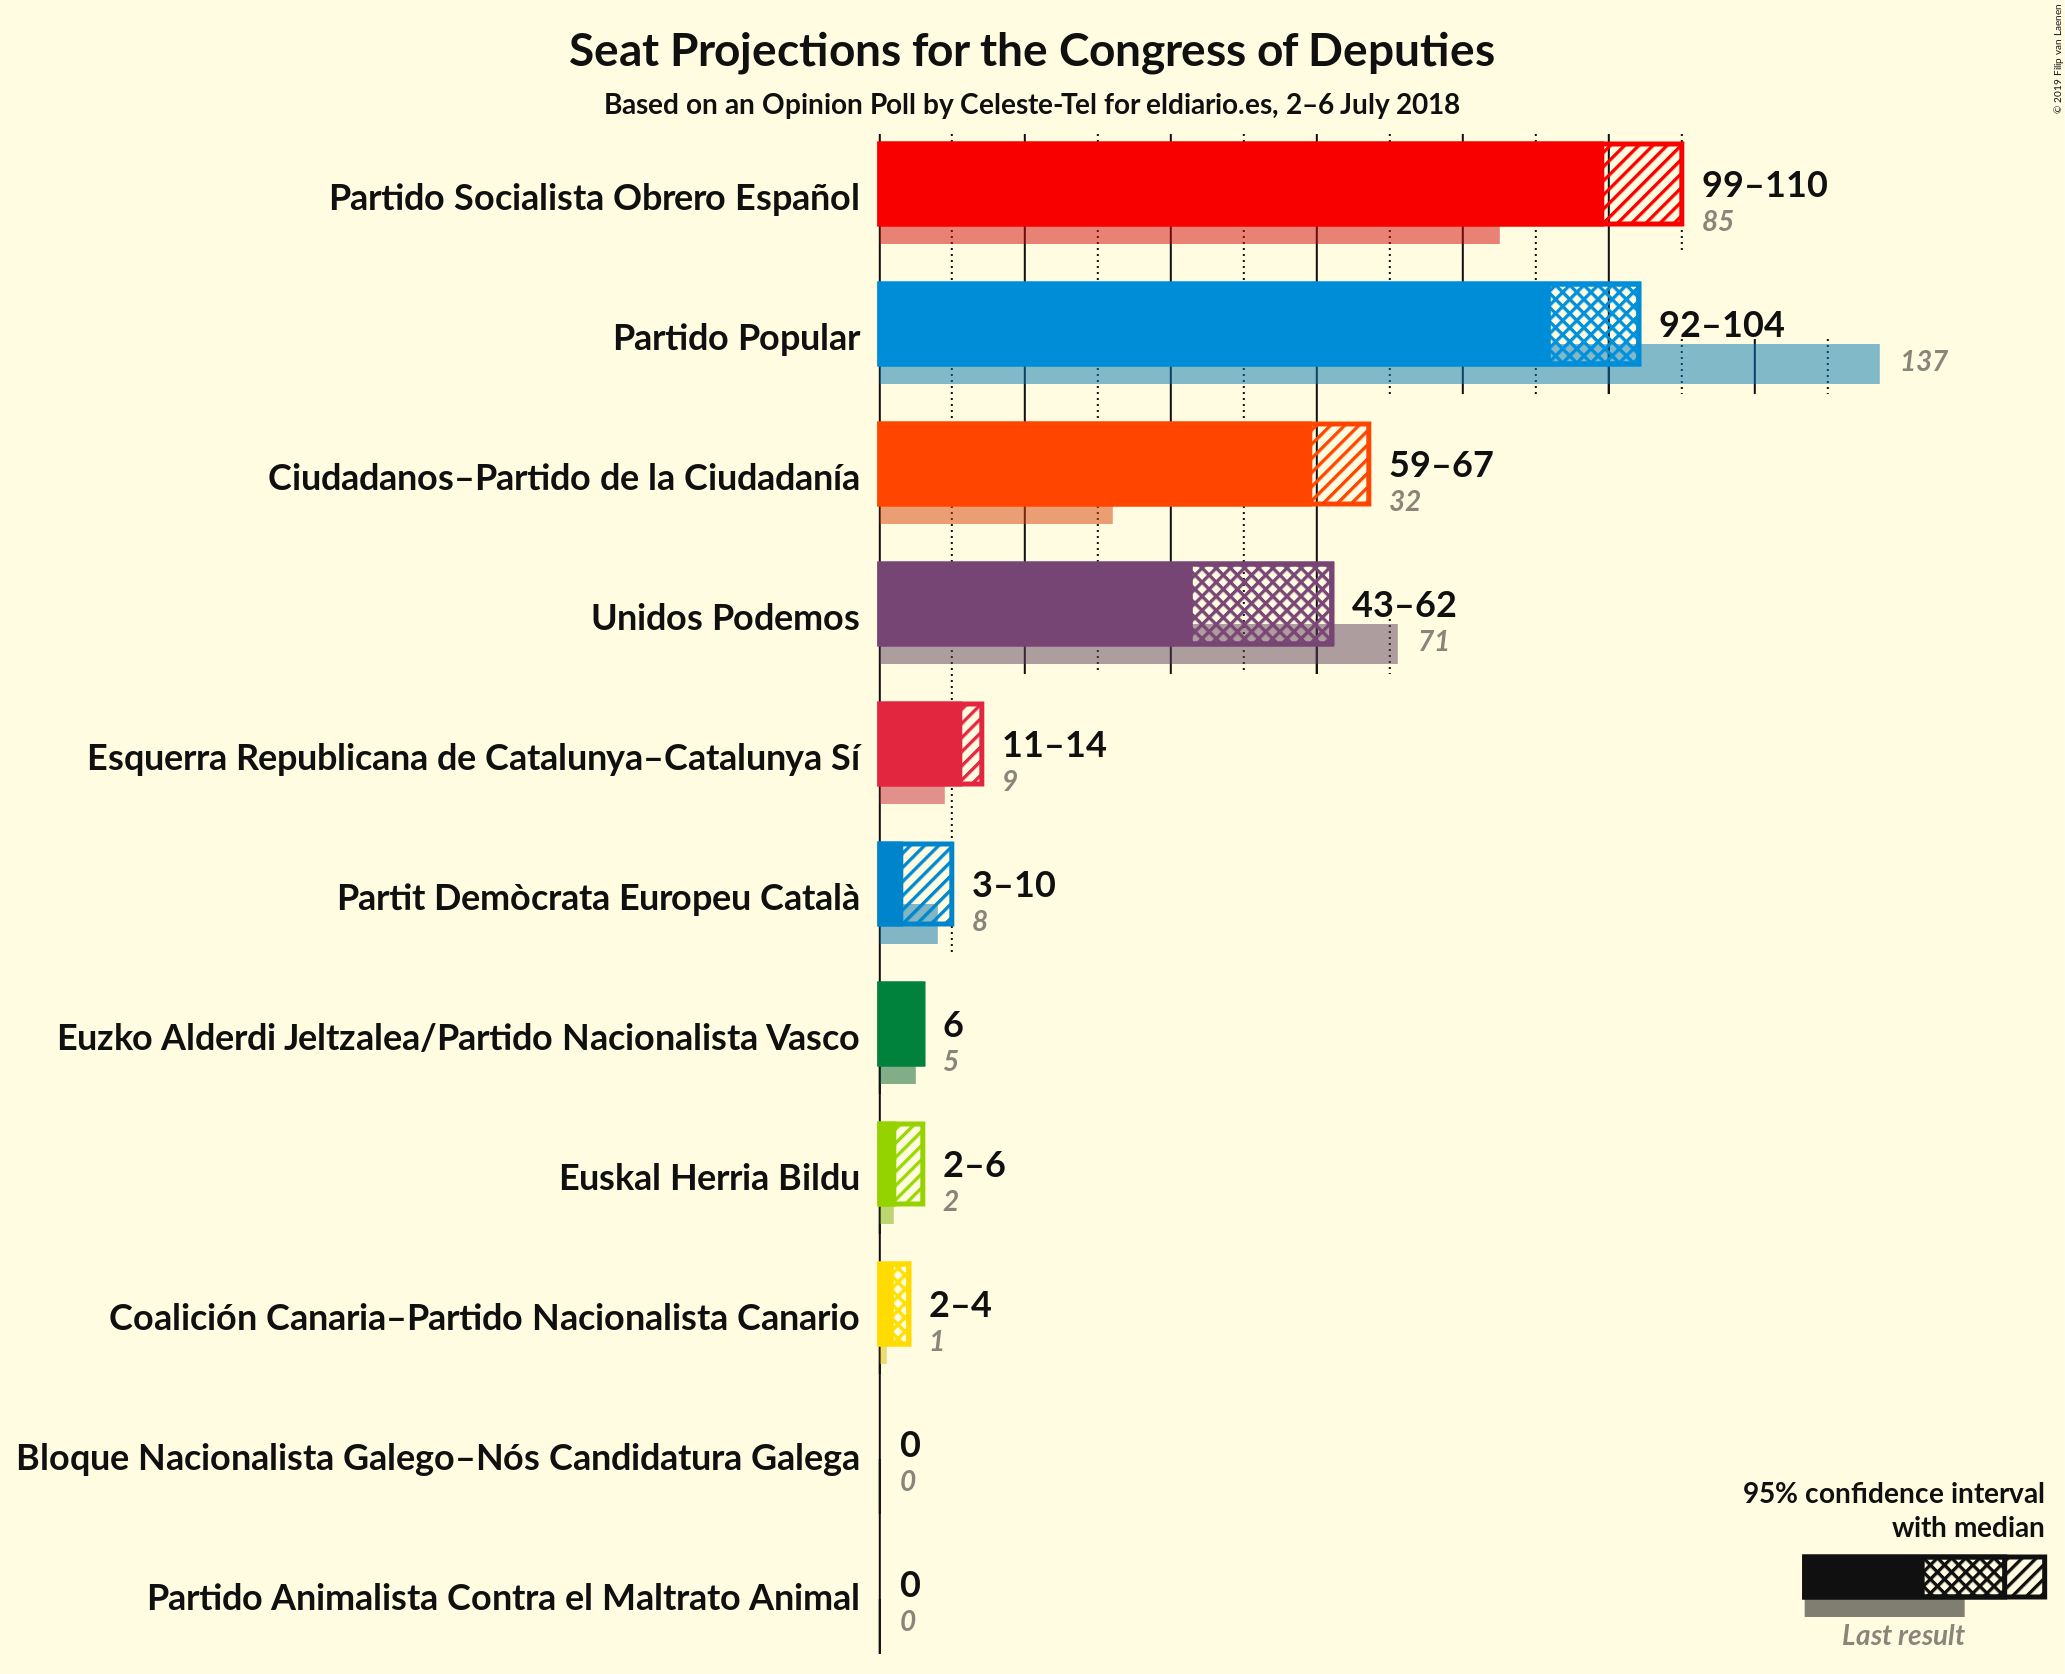 Seat Projections for the Congress of Deputies
Based on an Opinion Poll by Celeste-Tel for eldiario.es, 2–6 July 2018
© 2019 Filip van Laenen
Partido Socialista Obrero Español
99–110
85
Partido Popular
92–104
137
Ciudadanos–Partido de la Ciudadanía
59–67
32
Unidos Podemos
43–62
71
Esquerra Republicana de Catalunya–Catalunya Sí
11–14
9
Partit Demòcrata Europeu Català
3–10
8
Euzko Alderdi Jeltzalea/Partido Nacionalista Vasco
6
5
Euskal Herria Bildu
2–6
2
Coalición Canaria–Partido Nacionalista Canario
2–4
1
Bloque Nacionalista Galego–Nós Candidatura Galega
0
0
Partido Animalista Contra el Maltrato Animal
0
0
95% confidence interval
with median
Last result